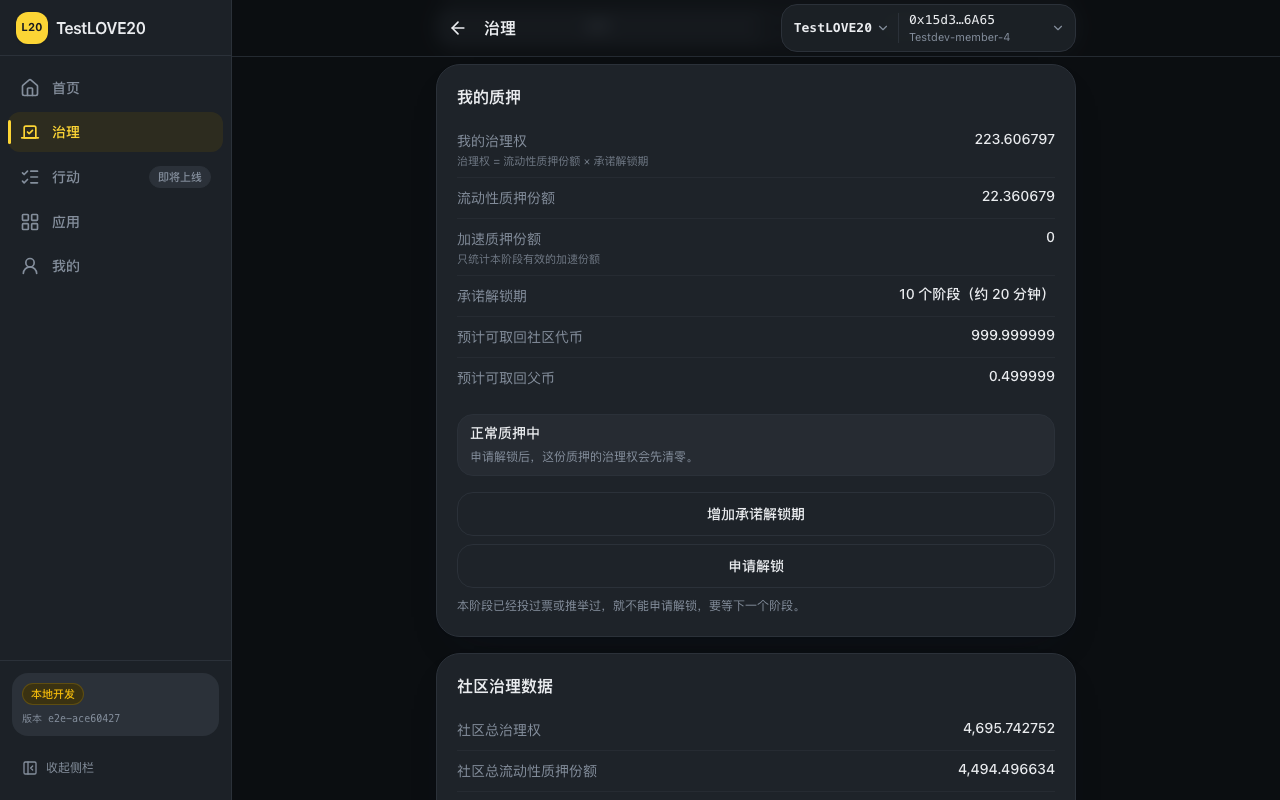 L20 TestLOVE20
首页
治理
行动 即将上线
应用
我的
本地开发
版本 e2e-ace60427
收起侧栏
治理
TestLOVE20
0x15d3…6A65
Testdev-member-4
我的质押
我的治理权 223.606797
治理权 = 流动性质押份额 × 承诺解锁期
流动性质押份额 22.360679
加速质押份额 0
只统计本阶段有效的加速份额
承诺解锁期 10 个阶段（约 20 分钟）
预计可取回社区代币 999.999999
预计可取回父币 0.499999
正常质押中
申请解锁后，这份质押的治理权会先清零。
增加承诺解锁期
申请解锁
本阶段已经投过票或推举过，就不能申请解锁，要等下一个阶段。
社区治理数据
社区总治理权 4,695.742752
社区总流动性质押份额 4,494.496634